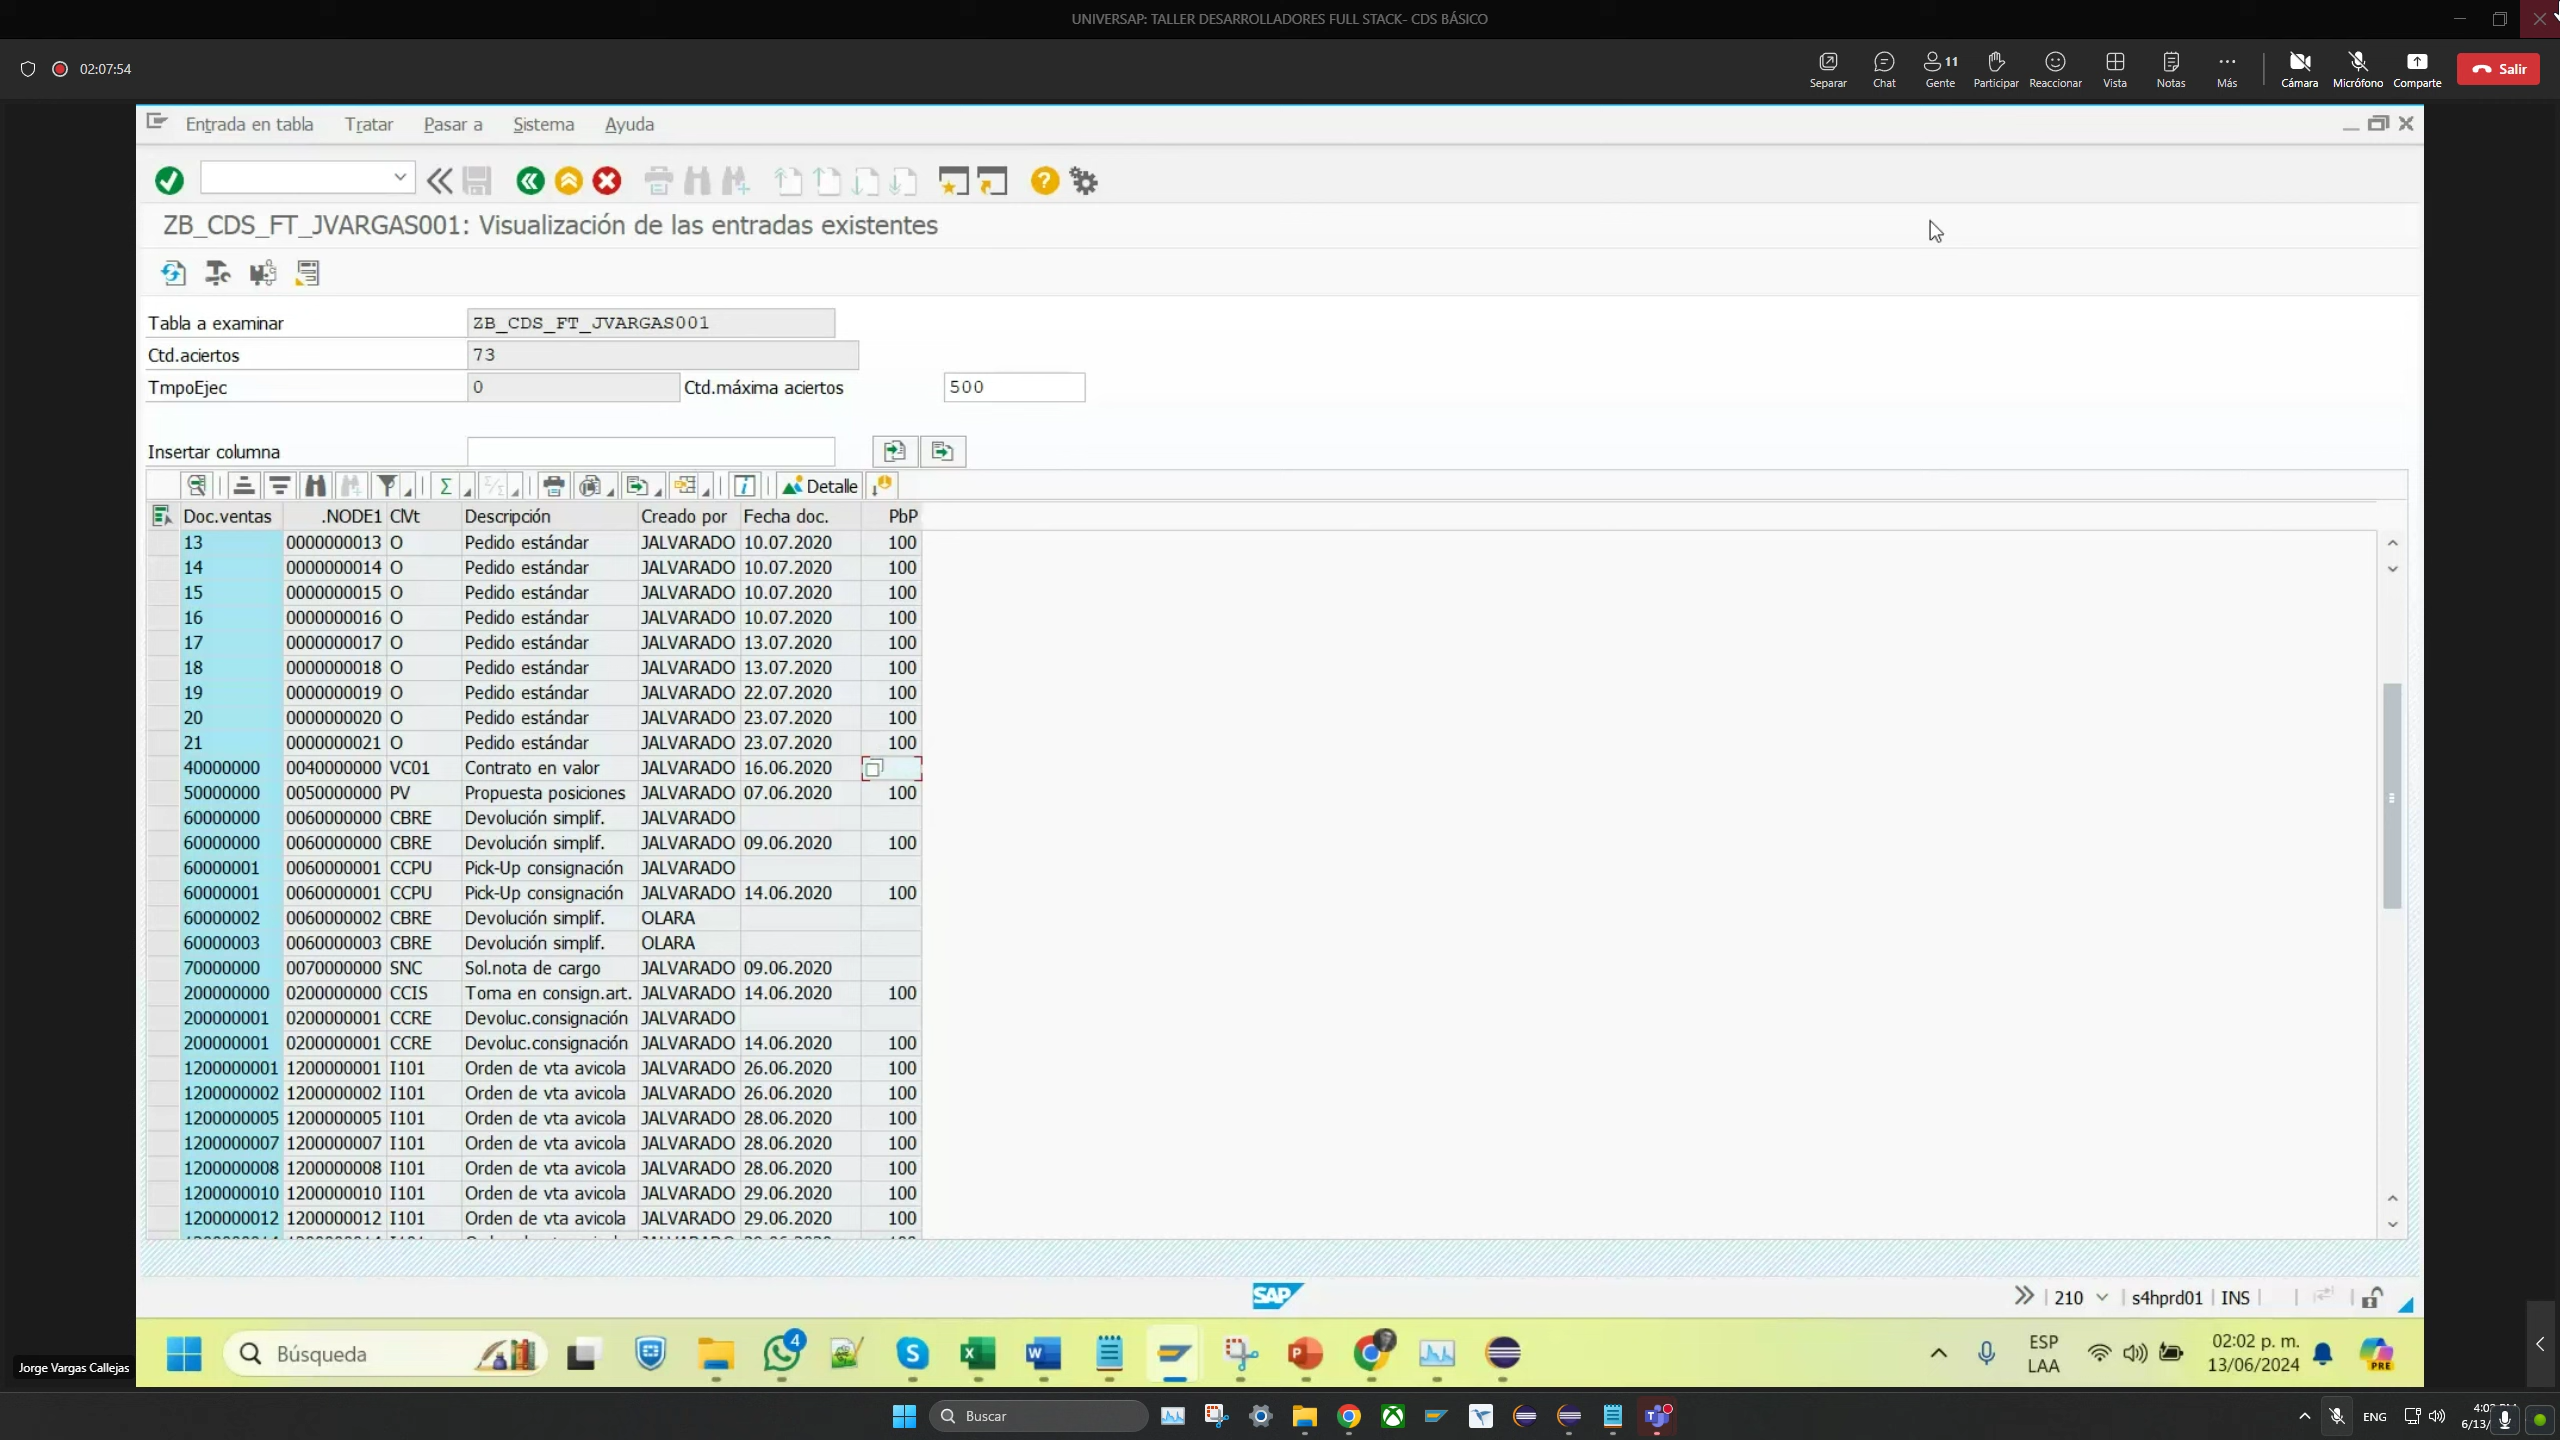 UNIVERSAP: TALLER DESARROLLADORES FULL STACK- CDS BÁSICO
02:07:54
Separar Chat Gente 11 Participar Reaccionar Vista Notas Más Cámara Micrófono Comparte Salir
Entrada en tabla Tratar Pasar a Sistema Ayuda
ZB_CDS_FT_JVARGAS001: Visualización de las entradas existentes
Tabla a examinar ZB_CDS_FT_JVARGAS001
Ctd.aciertos 73
TmpoEjec 0 Ctd.máxima aciertos 500
Insertar columna
Detalle
Doc.ventas .NODE1 ClVt Descripción Creado por Fecha doc. PbP
13 0000000013 O Pedido estándar JALVARADO 10.07.2020 100
14 0000000014 O Pedido estándar JALVARADO 10.07.2020 100
15 0000000015 O Pedido estándar JALVARADO 10.07.2020 100
16 0000000016 O Pedido estándar JALVARADO 10.07.2020 100
17 0000000017 O Pedido estándar JALVARADO 13.07.2020 100
18 0000000018 O Pedido estándar JALVARADO 13.07.2020 100
19 0000000019 O Pedido estándar JALVARADO 22.07.2020 100
20 0000000020 O Pedido estándar JALVARADO 23.07.2020 100
21 0000000021 O Pedido estándar JALVARADO 23.07.2020 100
40000000 0040000000 VC01 Contrato en valor JALVARADO 16.06.2020
50000000 0050000000 PV Propuesta posiciones JALVARADO 07.06.2020 100
60000000 0060000000 CBRE Devolución simplif. JALVARADO
60000000 0060000000 CBRE Devolución simplif. JALVARADO 09.06.2020 100
60000001 0060000001 CCPU Pick-Up consignación JALVARADO
60000001 0060000001 CCPU Pick-Up consignación JALVARADO 14.06.2020 100
60000002 0060000002 CBRE Devolución simplif. OLARA
60000003 0060000003 CBRE Devolución simplif. OLARA
70000000 0070000000 SNC Sol.nota de cargo JALVARADO 09.06.2020
200000000 0200000000 CCIS Toma en consign.art. JALVARADO 14.06.2020 100
200000001 0200000001 CCRE Devoluc.consignación JALVARADO
200000001 0200000001 CCRE Devoluc.consignación JALVARADO 14.06.2020 100
1200000001 1200000001 I101 Orden de vta avicola JALVARADO 26.06.2020 100
1200000002 1200000002 I101 Orden de vta avicola JALVARADO 26.06.2020 100
1200000005 1200000005 I101 Orden de vta avicola JALVARADO 28.06.2020 100
1200000007 1200000007 I101 Orden de vta avicola JALVARADO 28.06.2020 100
1200000008 1200000008 I101 Orden de vta avicola JALVARADO 28.06.2020 100
1200000010 1200000010 I101 Orden de vta avicola JALVARADO 29.06.2020 100
1200000012 1200000012 I101 Orden de vta avicola JALVARADO 29.06.2020 100
SAP
210 s4hprd01 INS
Búsqueda
4
ESP
LAA
02:02 p. m.
13/06/2024
PRE
Jorge Vargas Callejas
Buscar
ENG
6/13/